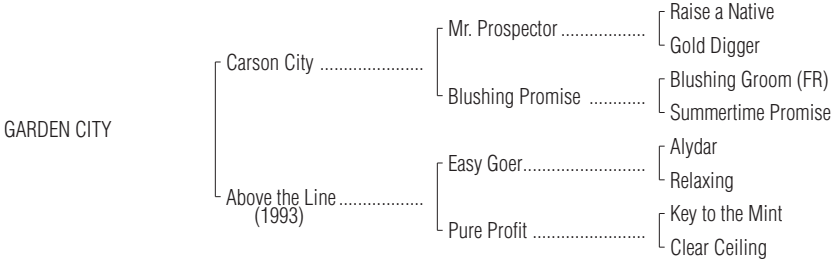 Raise a Native
Mr. Prospector ..................
Gold Digger
Carson City ......................
Blushing Groom (FR)
Blushing Promise ............
Summertime Promise
GARDEN CITY
Alydar
Easy Goer..........................
Relaxing
Above the Line ..................
(1993)
Key to the Mint
Pure Profit ........................
Clear Ceiling